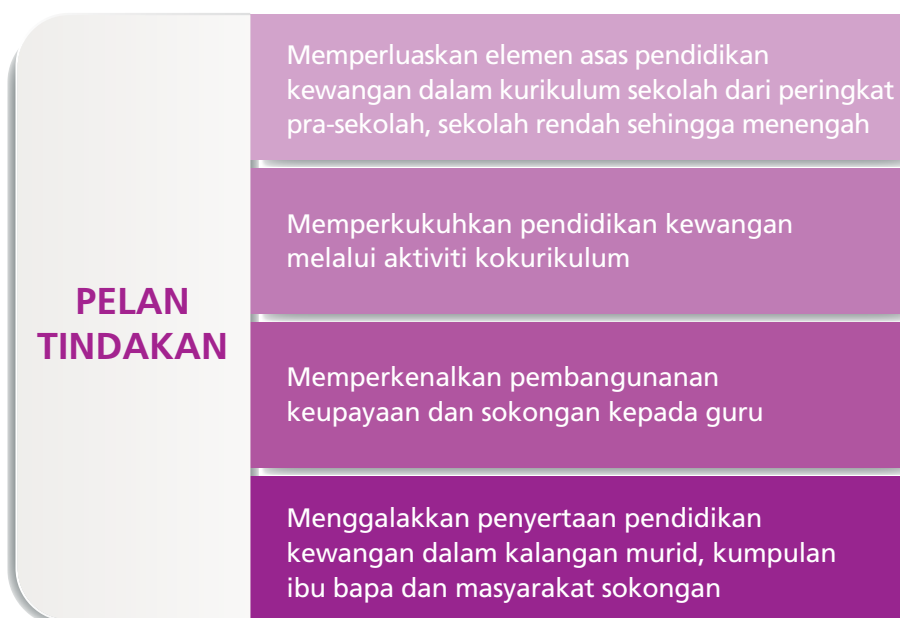 PELAN
TINDAKAN
Memperluaskan elemen asas pendidikan
kewangan dalam kurikulum sekolah dari peringkat
pra-sekolah, sekolah rendah sehingga menengah
Memperkukuhkan pendidikan kewangan
melalui aktiviti kokurikulum
Memperkenalkan pembangunanan
keupayaan dan sokongan kepada guru
Menggalakkan penyertaan pendidikan
kewangan dalam kalangan murid, kumpulan
ibu bapa dan masyarakat sokongan